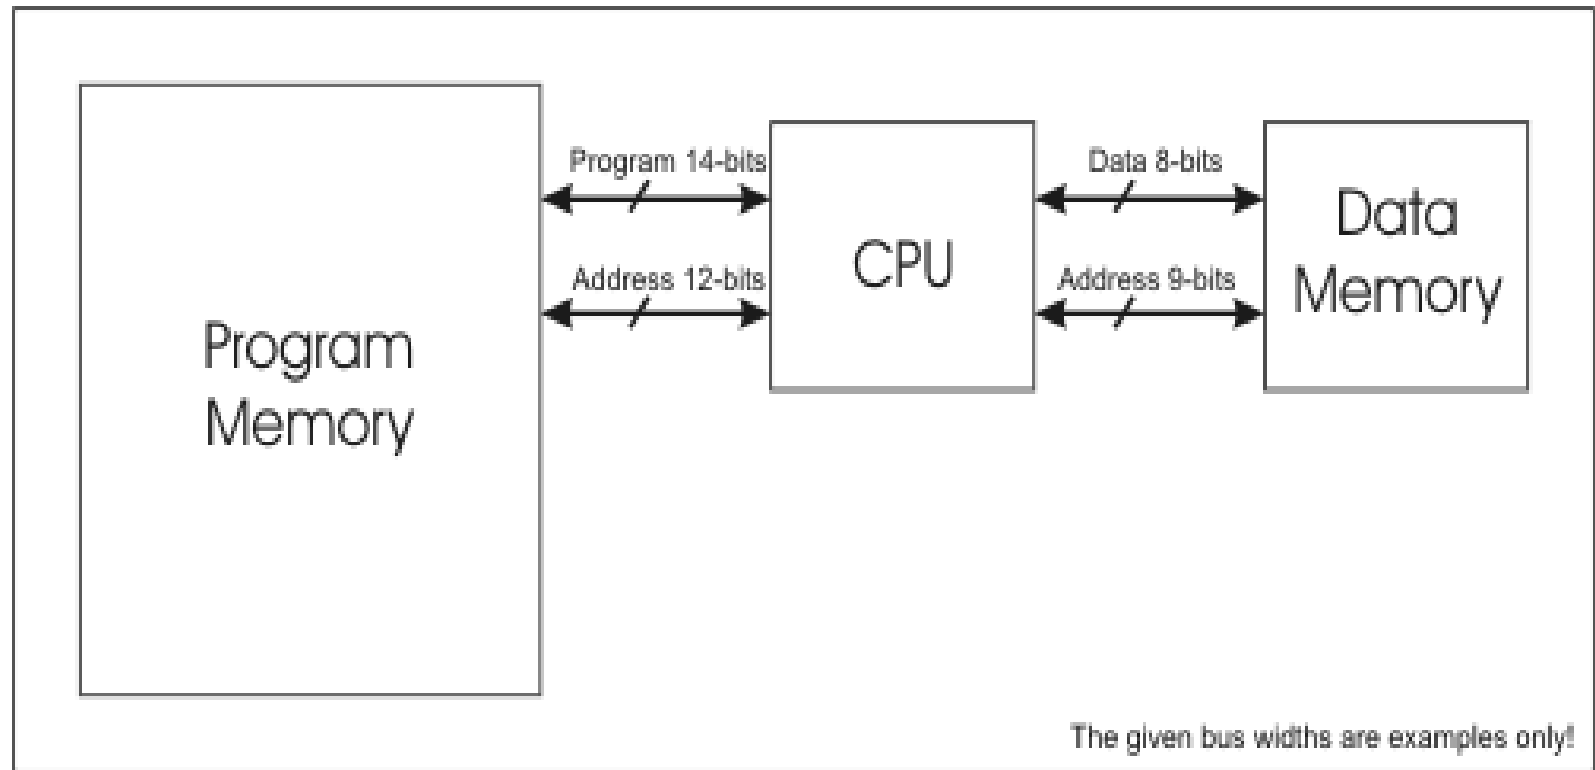 Program 14-bits
Address 12-bits
Program
Memory
CPU
Data 8-bits
Address 9-bits
Data
Memory
The given bus widths are examples only!